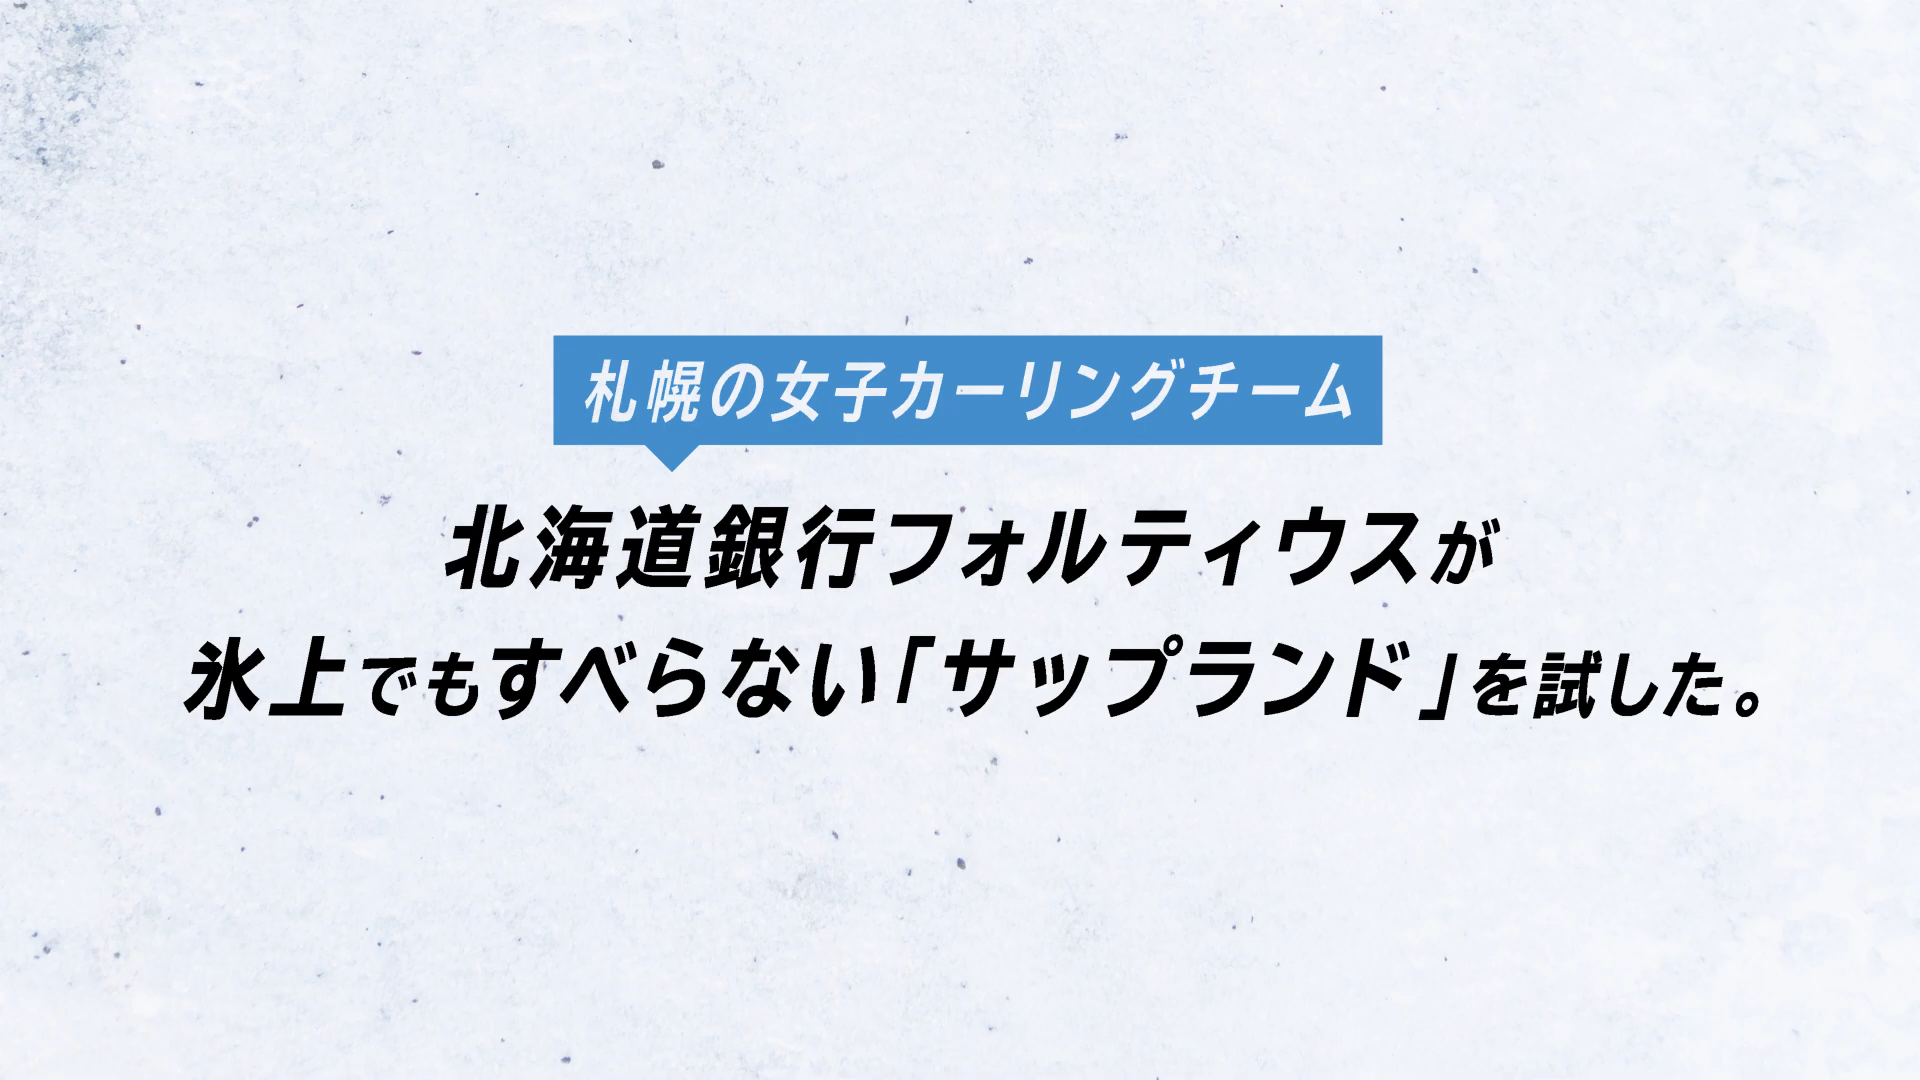 札幌の女子カーリングチーム
北海道銀行フォルティウスが
氷上でもすべらない「サップランド」を試した。